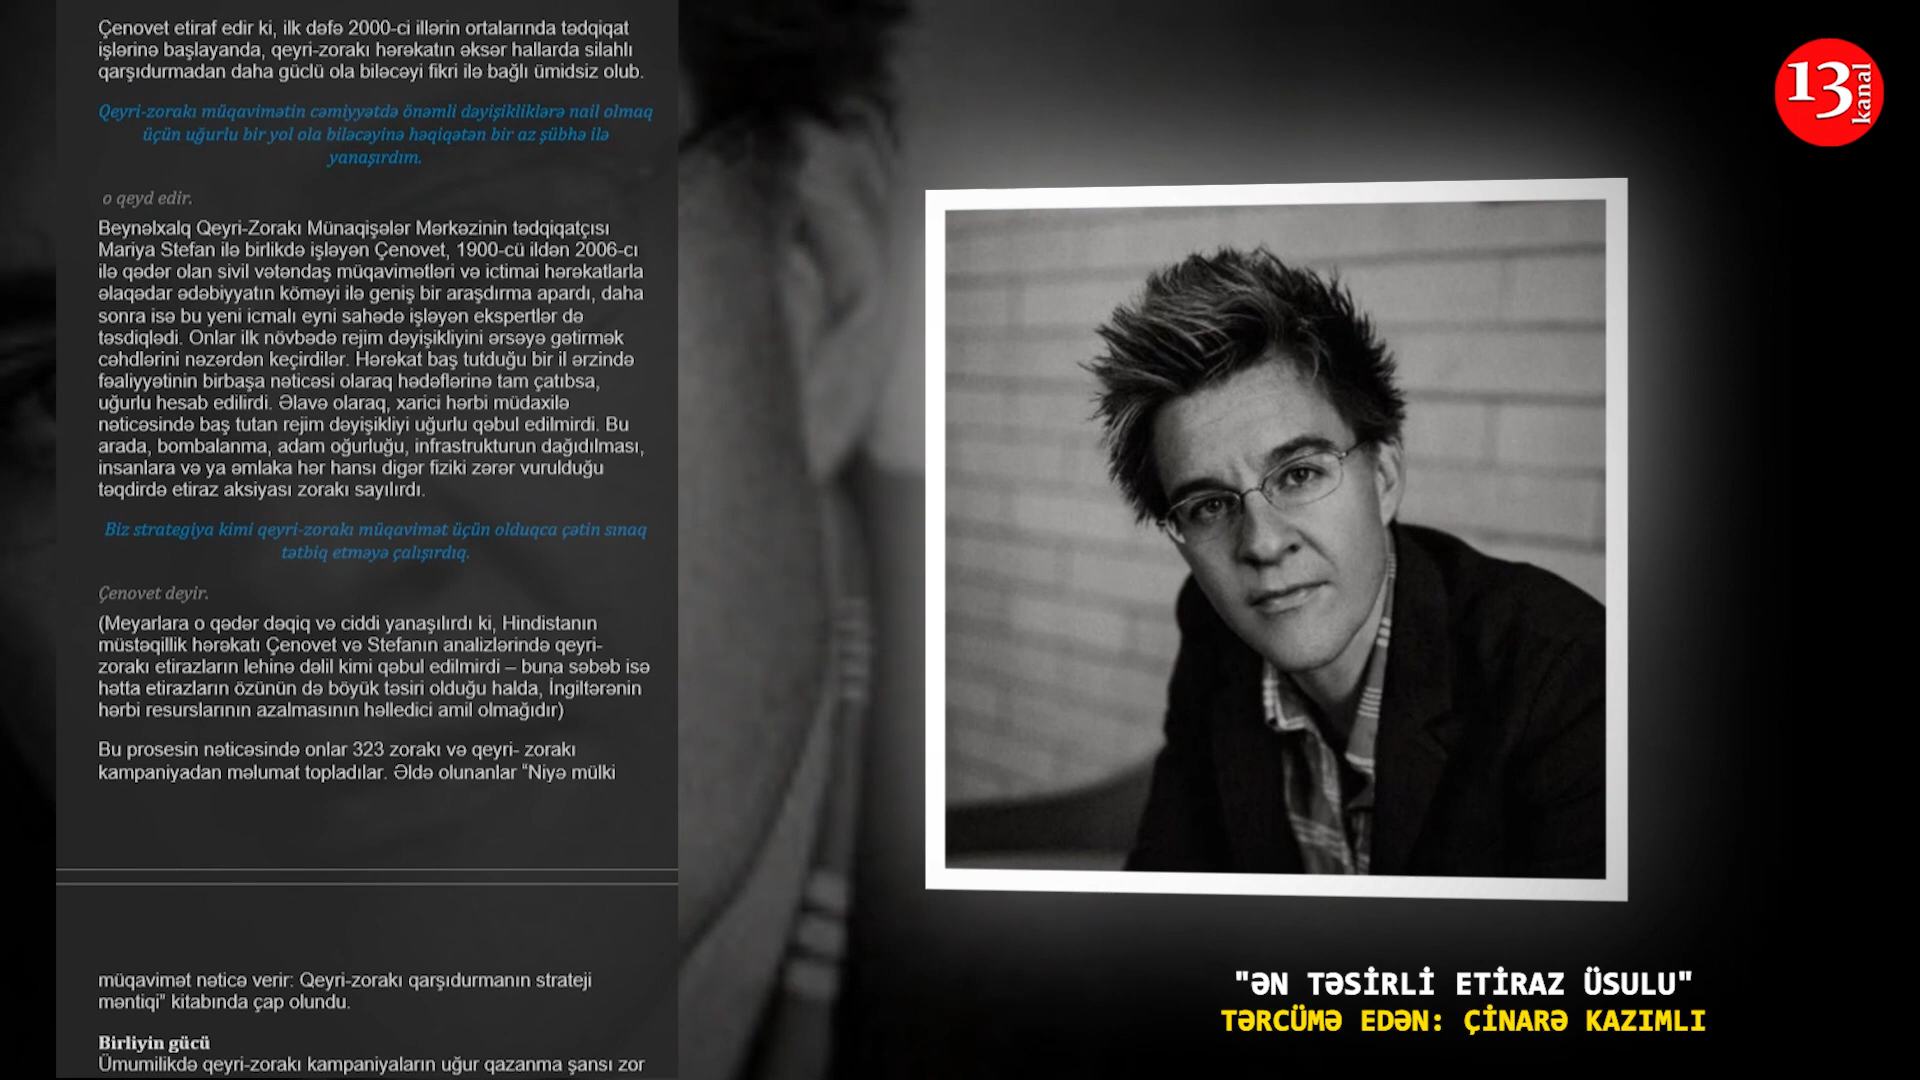 Çenovet etiraf edir ki, ilk dəfə 2000-ci illərin ortalarında tədqiqat
işlərinə başlayanda, qeyri-zorakı hərəkatın əksər hallarda silahlı
qarşıdurmadan daha güclü ola biləcəyi fikri ilə bağlı ümidsiz olub.
Qeyri-zorakı müqavimətin cəmiyyətdə önəmli dəyişikliklərə nail olmaq
üçün uğurlu bir yol ola biləcəyinə həqiqətən bir az şübhə ilə
yanaşırdım.
o qeyd edir.
Beynəlxalq Qeyri-Zorakı Münaqişələr Mərkəzinin tədqiqatçısı
Mariya Stefan ilə birlikdə işləyən Çenovet, 1900-cü ildən 2006-cı
ilə qədər olan sivil vətəndaş müqavimətləri və ictimai hərəkatlarla
əlaqədar ədəbiyyatın köməyi ilə geniş bir araşdırma apardı, daha
sonra isə bu yeni icmalı eyni sahədə işləyən ekspertlər də
təsdiqlədi. Onlar ilk növbədə rejim dəyişikliyini ərsəyə gətirmək
cəhdlərini nəzərdən keçirdilər. Hərəkat baş tutduğu bir il ərzində
fəaliyyətinin birbaşa nəticəsi olaraq hədəflərinə tam çatıbsa,
uğurlu hesab edilirdi. Əlavə olaraq, xarici hərbi müdaxilə
nəticəsində baş tutan rejim dəyişikliyi uğurlu qəbul edilmirdi. Bu
arada, bombalanma, adam oğurluğu, infrastrukturun dağıdılması,
insanlara və ya əmlaka hər hansı digər fiziki zərər vurulduğu
təqdirdə etiraz aksiyası zorakı sayılırdı.
Biz strategiya kimi qeyri-zorakı müqavimət üçün olduqca çətin sınaq
tətbiq etməyə çalışırdıq.
Çenovet deyir.
(Meyarlara o qədər dəqiq və ciddi yanaşılırdı ki, Hindistanın
müstəqillik hərəkatı Çenovet və Stefanın analizlərində qeyri-
zorakı etirazların lehinə dəlil kimi qəbul edilmirdi – buna səbəb isə
hətta etirazların özünün də böyük təsiri olduğu halda, İngiltərənin
hərbi resurslarının azalmasının həlledici amil olmağıdır)
Bu prosesin nəticəsində onlar 323 zorakı və qeyri- zorakı
kampaniyadan məlumat topladılar. Əldə olunanlar “Niyə mülki
müqavimət nəticə verir: Qeyri-zorakı qarşıdurmanın strateji
məntiqi” kitabında çap olundu.
Birliyin gücü
Ümumilikdə qeyri-zorakı kampaniyaların uğur qazanma şansı zor
13 kanal
"ƏN TƏSİRLİ ETİRAZ ÜSULU"
TƏRCÜMƏ EDƏN: ÇİNARƏ KAZIMLI